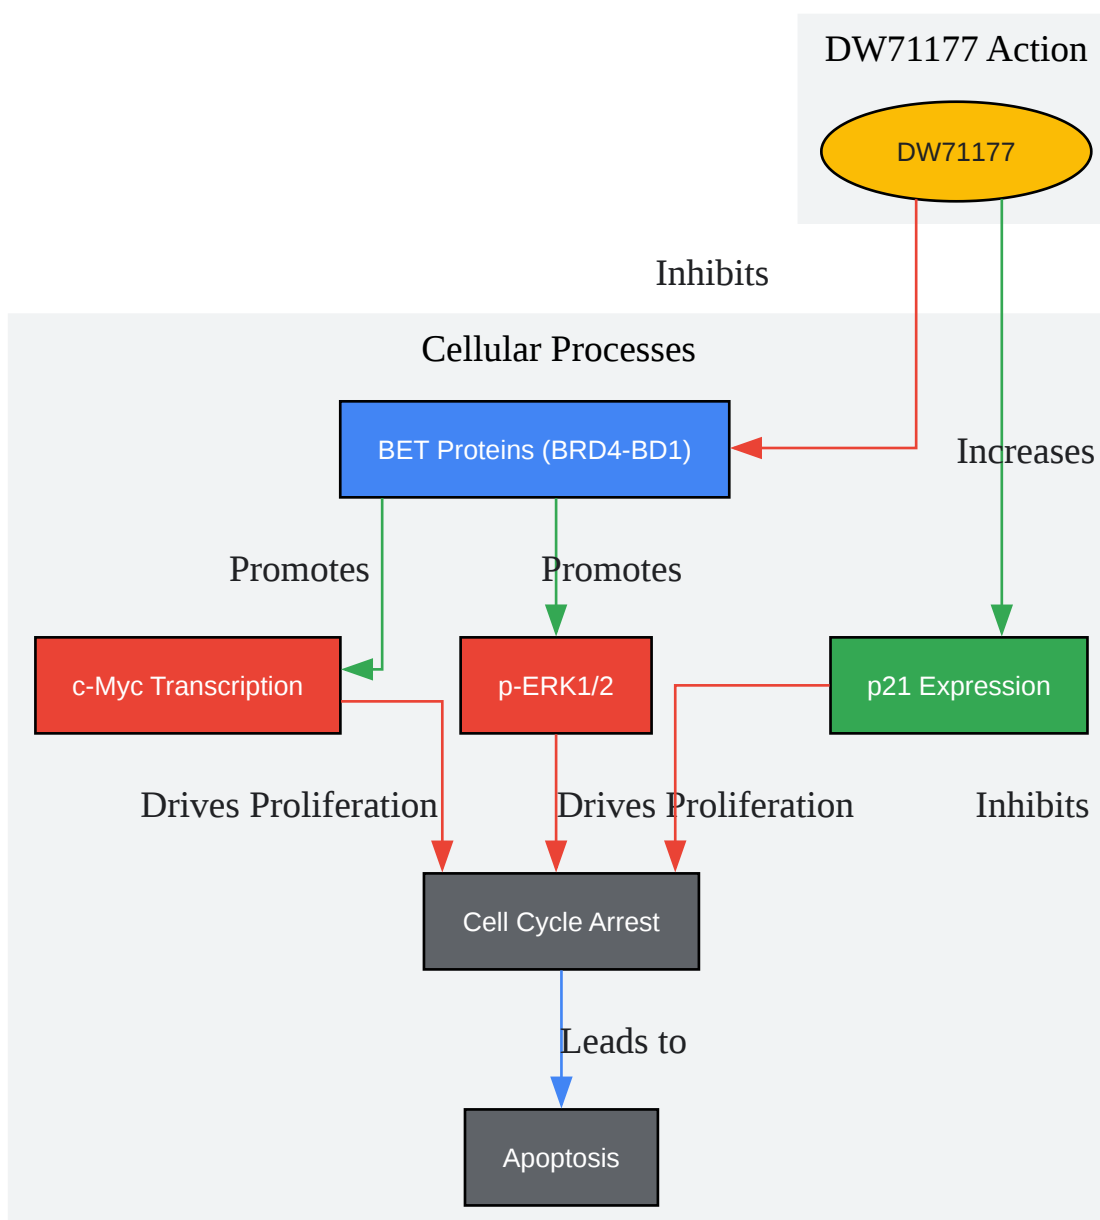 DW71177 Action
DW71177
Inhibits
Cellular Processes
BET Proteins (BRD4-BD1)
Increases
Promotes
Promotes
c-Myc Transcription
p-ERK1/2
p21 Expression
Drives Proliferation
Drives Proliferation
Inhibits
Cell Cycle Arrest
Leads to
Apoptosis